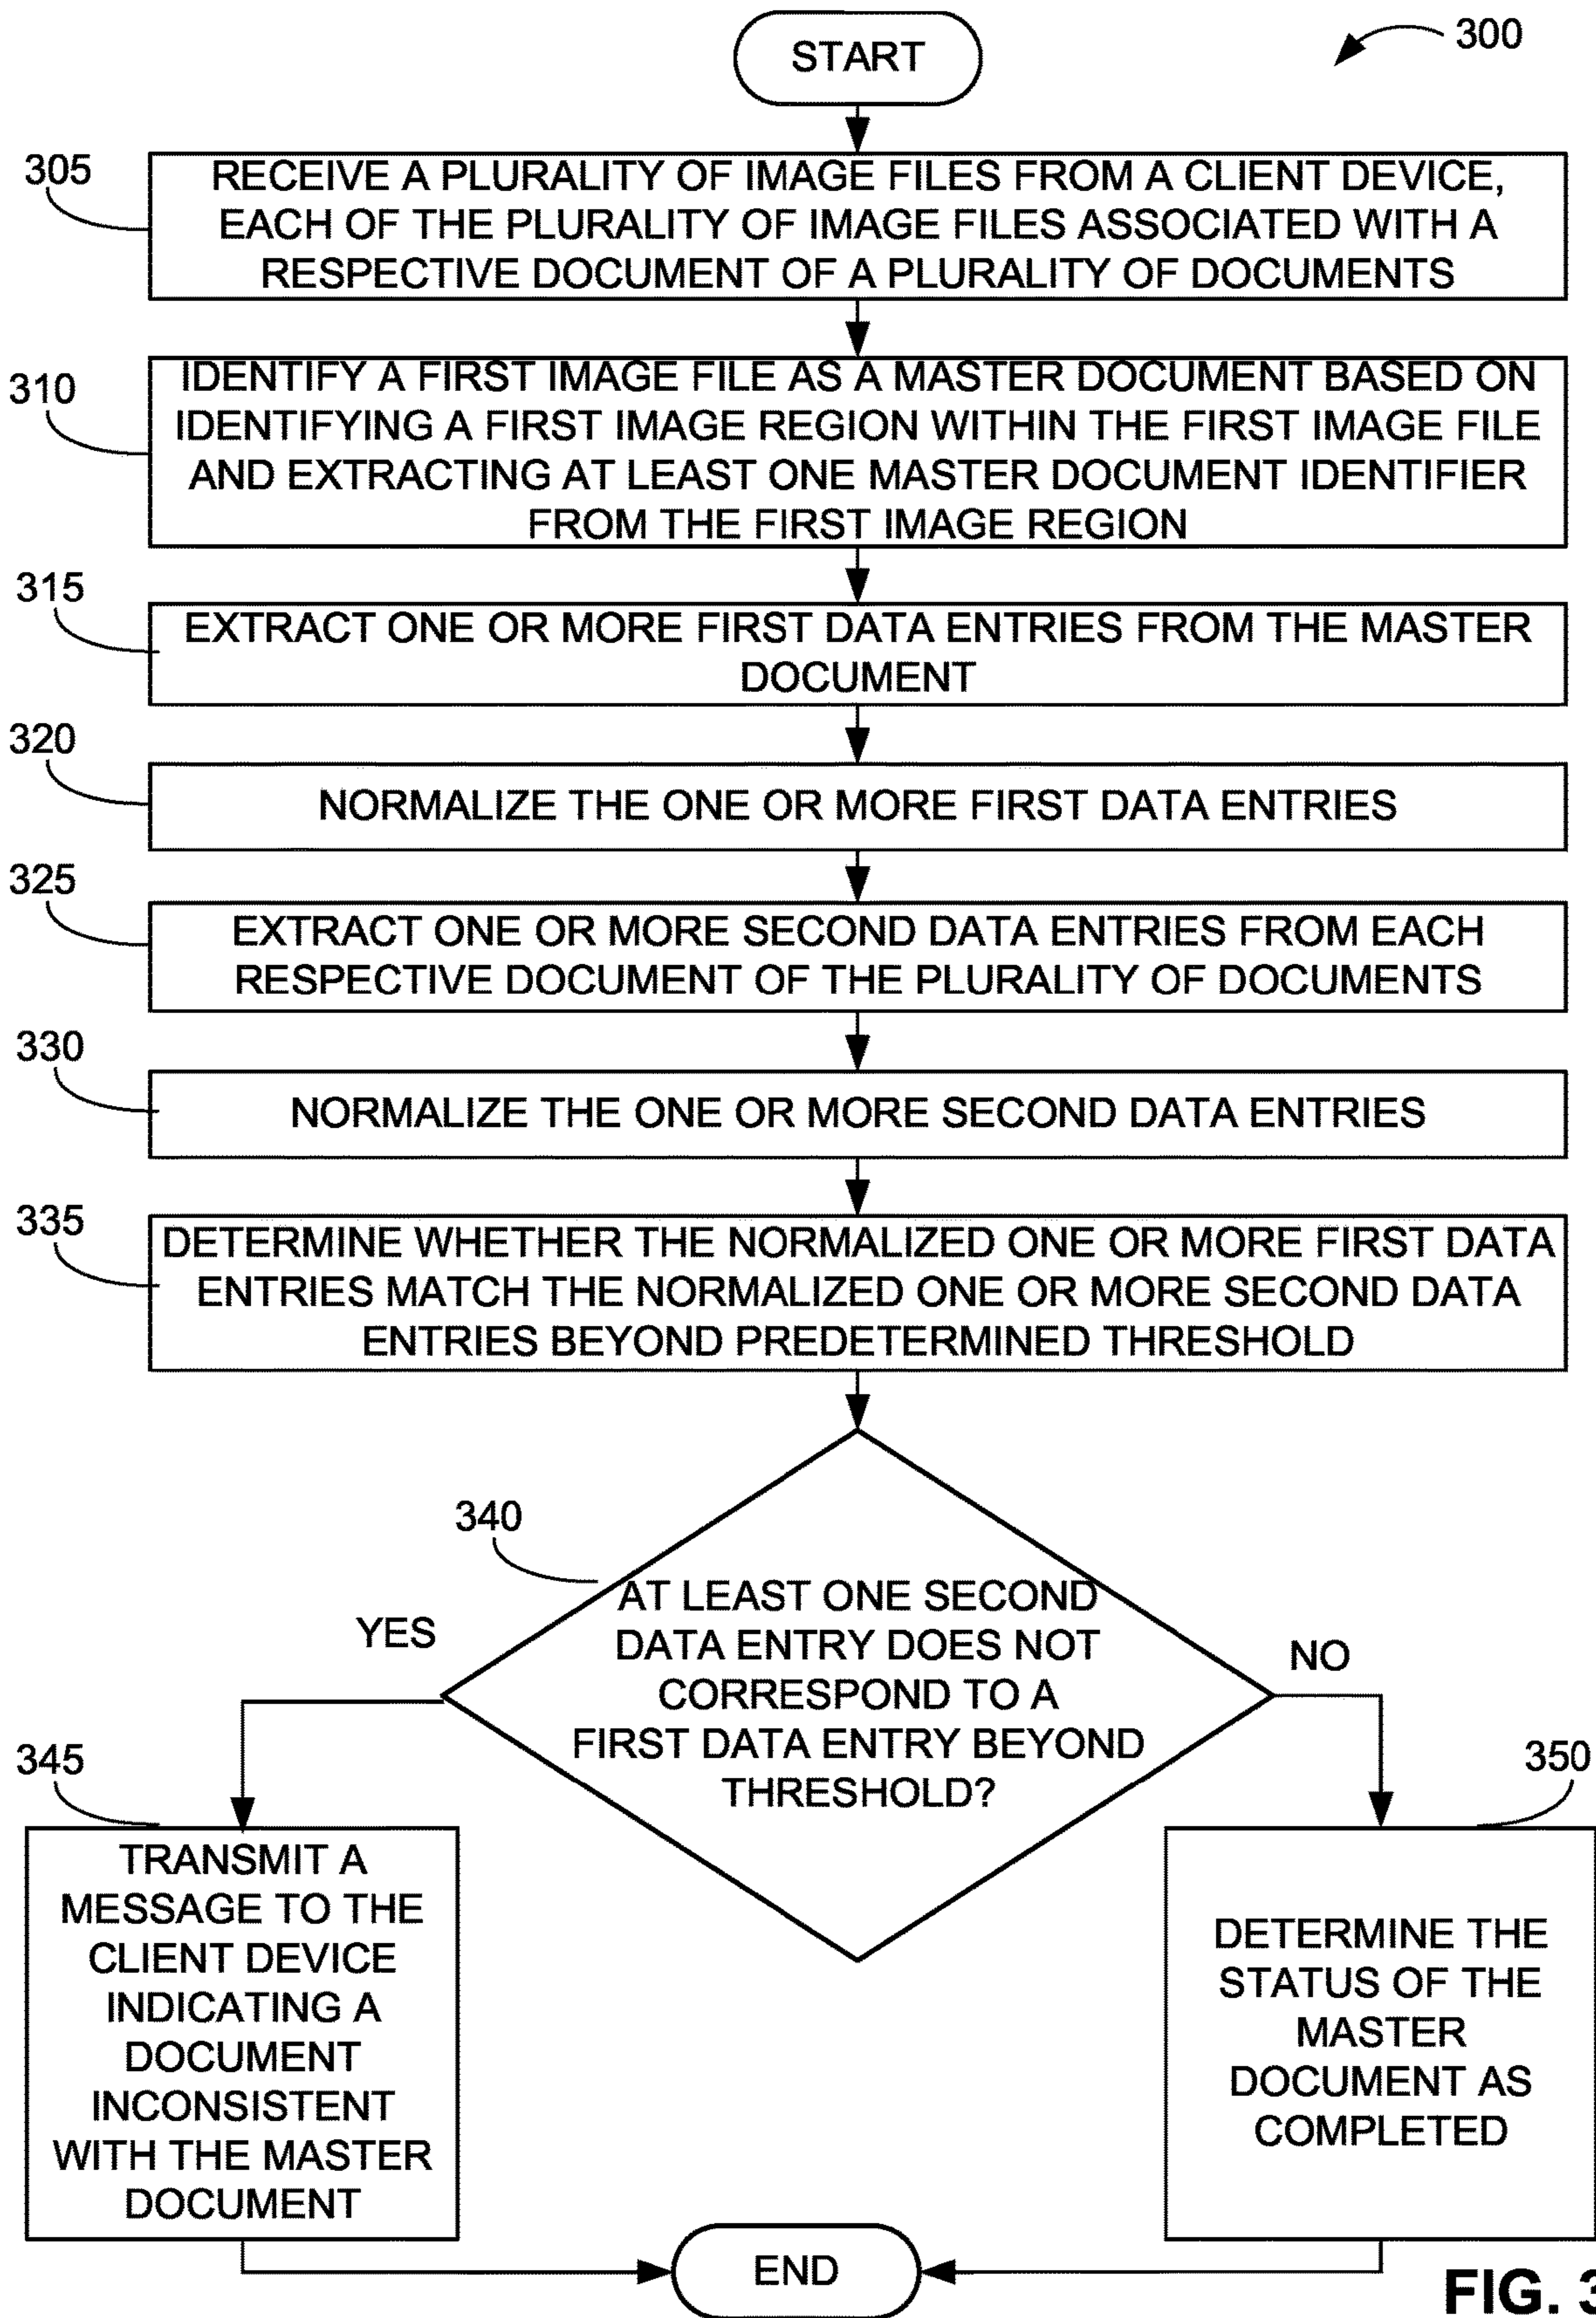 START
300
305
RECEIVE A PLURALITY OF IMAGE FILES FROM A CLIENT DEVICE,
EACH OF THE PLURALITY OF IMAGE FILES ASSOCIATED WITH A
RESPECTIVE DOCUMENT OF A PLURALITY OF DOCUMENTS
310
IDENTIFY A FIRST IMAGE FILE AS A MASTER DOCUMENT BASED ON
IDENTIFYING A FIRST IMAGE REGION WITHIN THE FIRST IMAGE FILE
AND EXTRACTING AT LEAST ONE MASTER DOCUMENT IDENTIFIER
FROM THE FIRST IMAGE REGION
315
EXTRACT ONE OR MORE FIRST DATA ENTRIES FROM THE MASTER
DOCUMENT
320
NORMALIZE THE ONE OR MORE FIRST DATA ENTRIES
325
EXTRACT ONE OR MORE SECOND DATA ENTRIES FROM EACH
RESPECTIVE DOCUMENT OF THE PLURALITY OF DOCUMENTS
330
NORMALIZE THE ONE OR MORE SECOND DATA ENTRIES
335
DETERMINE WHETHER THE NORMALIZED ONE OR MORE FIRST DATA
ENTRIES MATCH THE NORMALIZED ONE OR MORE SECOND DATA
ENTRIES BEYOND PREDETERMINED THRESHOLD
340
AT LEAST ONE SECOND
DATA ENTRY DOES NOT
CORRESPOND TO A
FIRST DATA ENTRY BEYOND
THRESHOLD?
YES
NO
345
TRANSMIT A
MESSAGE TO THE
CLIENT DEVICE
INDICATING A
DOCUMENT
INCONSISTENT
WITH THE MASTER
DOCUMENT
350
DETERMINE THE
STATUS OF THE
MASTER
DOCUMENT AS
COMPLETED
END
FIG. 3